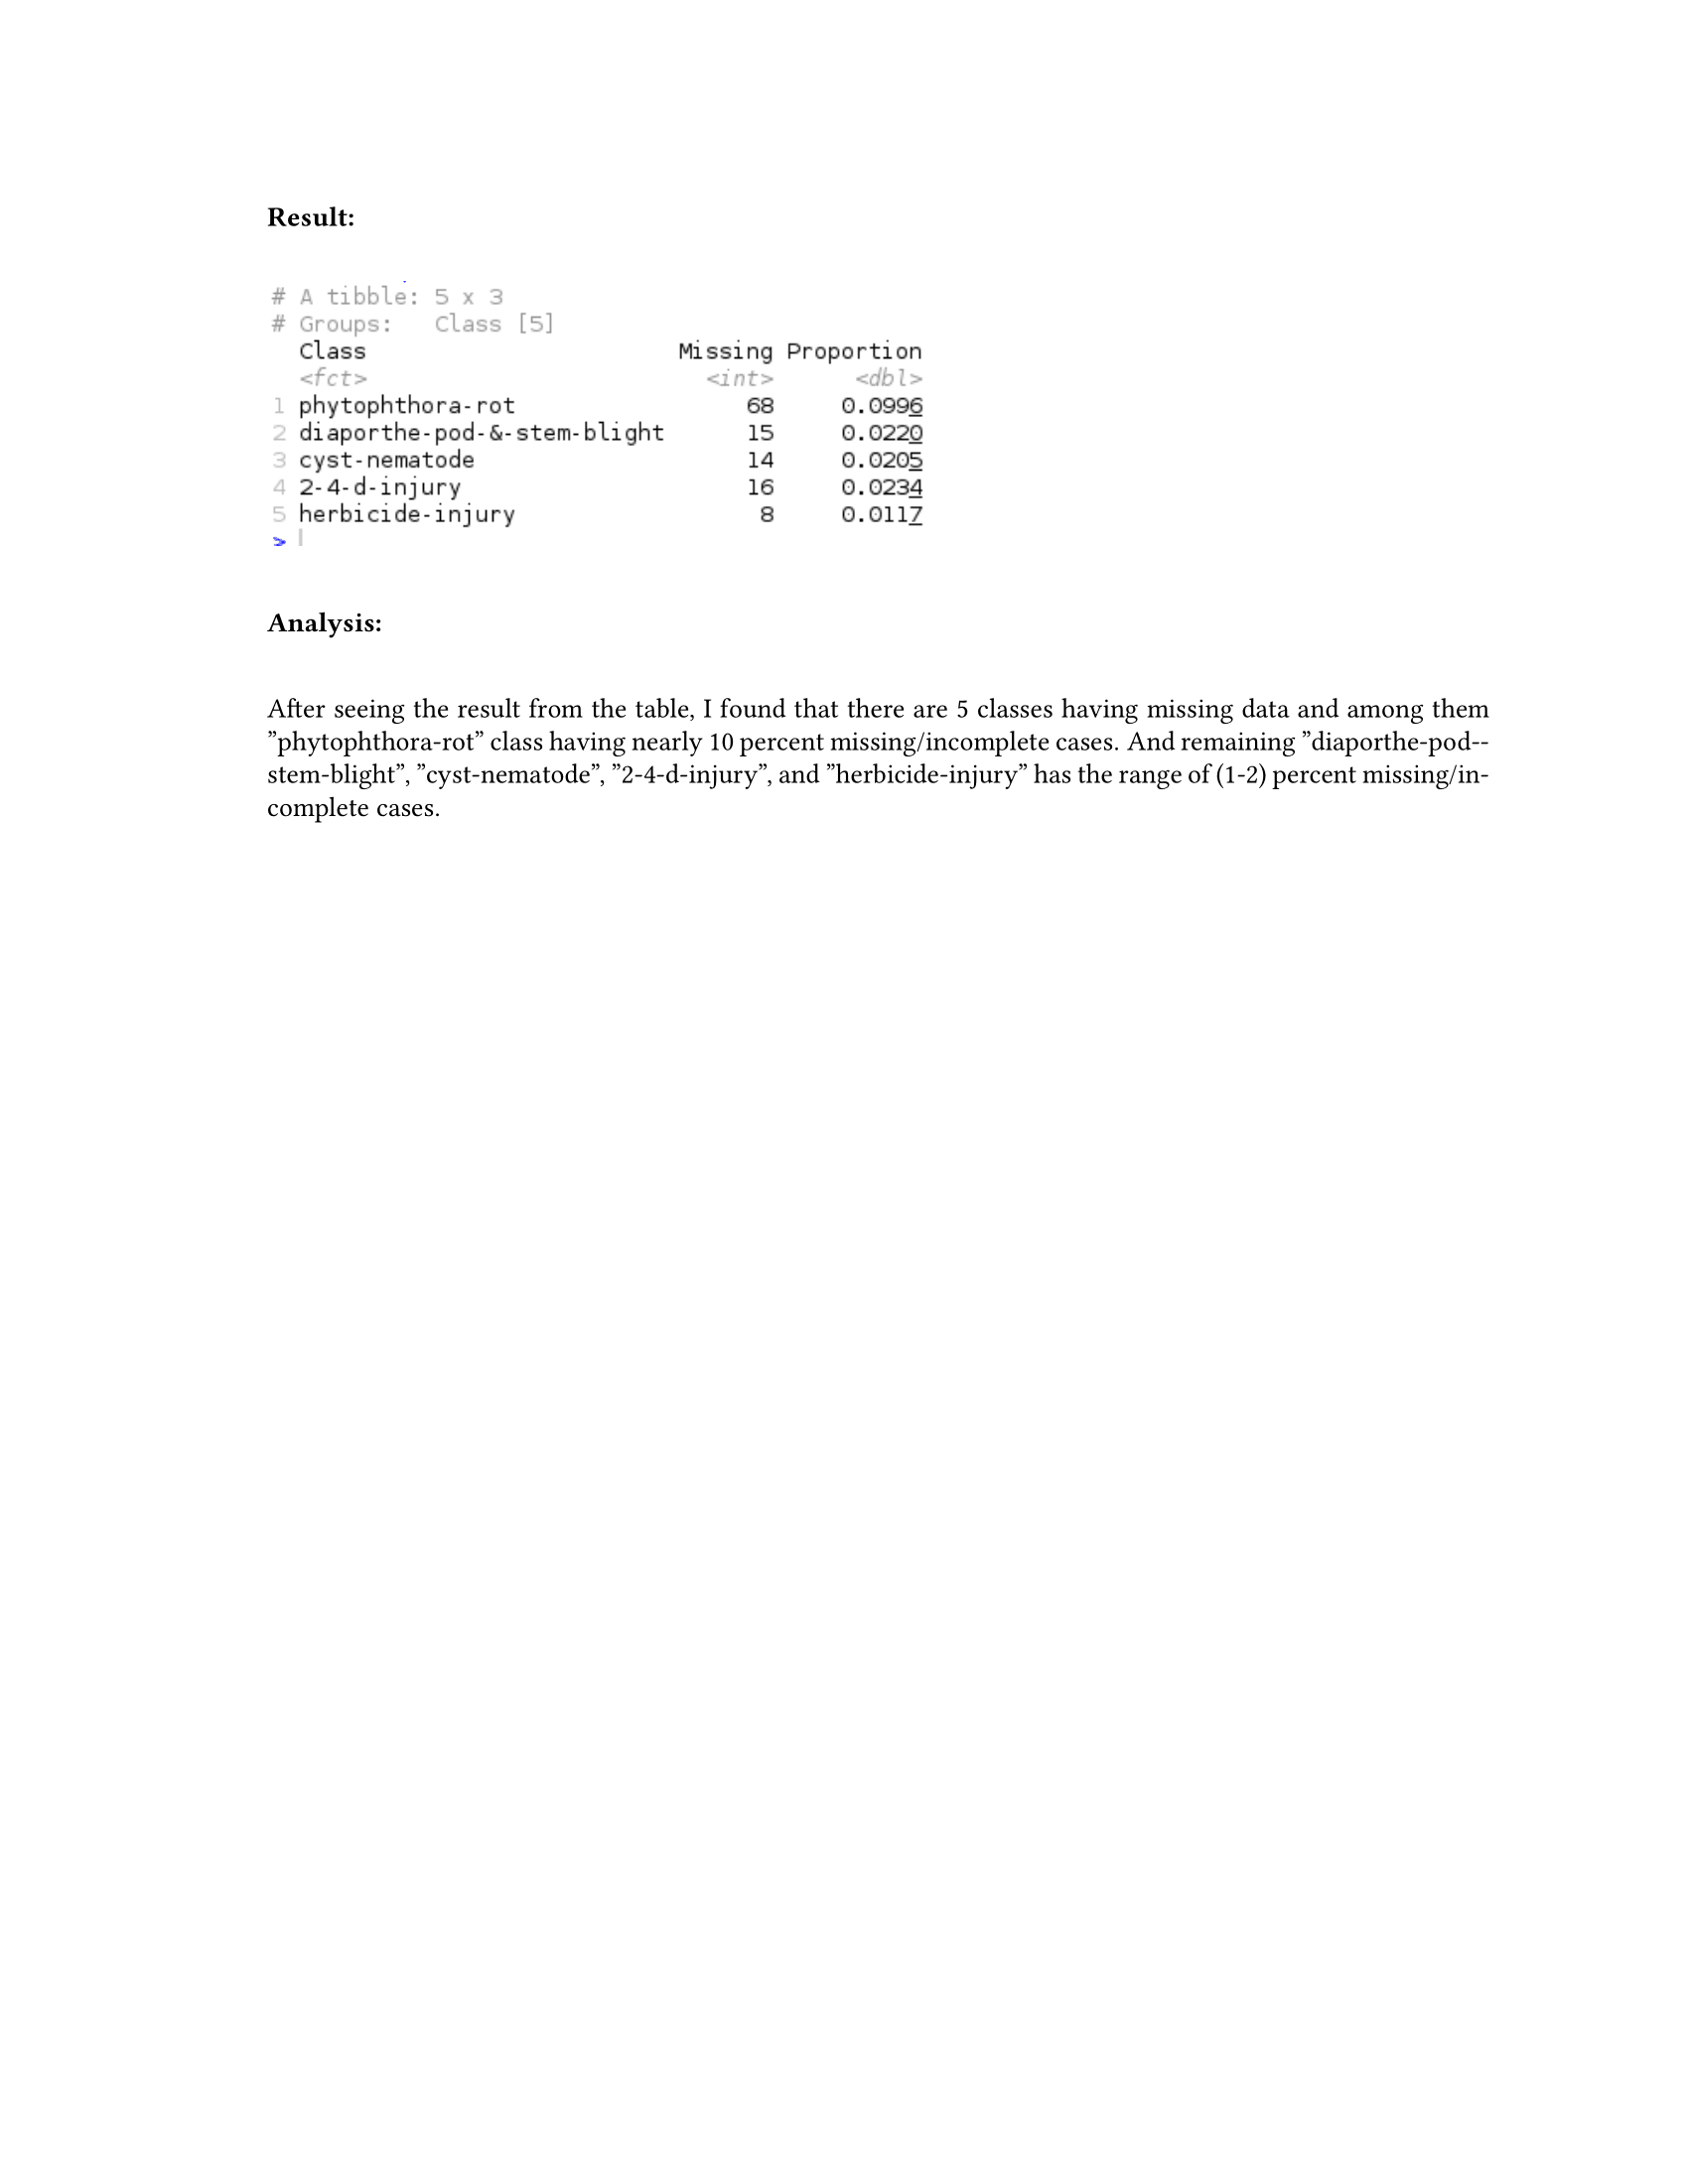 Result:
# A tibble: 5 x 3
# Groups:   Class [5]
  Class                       Missing Proportion
  <fct>                         <int>      <dbl>
1 phytophthora-rot                 68     0.0996
2 diaporthe-pod-&-stem-blight      15     0.0220
3 cyst-nematode                    14     0.0205
4 2-4-d-injury                     16     0.0234
5 herbicide-injury                  8     0.0117
>
Analysis:
After seeing the result from the table, I found that there are 5 classes having missing data and among them
”phytophthora-rot” class having nearly 10 percent missing/incomplete cases. And remaining ”diaporthe-pod--
stem-blight”, ”cyst-nematode”, ”2-4-d-injury”, and ”herbicide-injury” has the range of (1-2) percent missing/in-
complete cases.